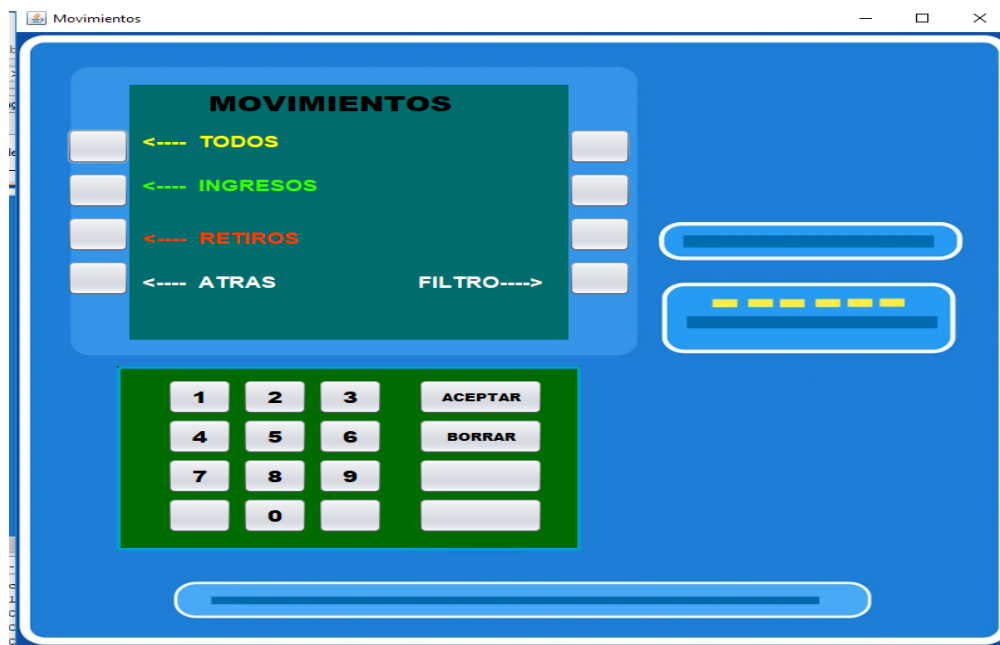 Movimientos
MOVIMIENTOS
<---- TODOS
<---- INGRESOS
<---- RETIROS
<---- ATRAS FILTRO---->
1 2 3 ACEPTAR
4 5 6 BORRAR
7 8 9
0